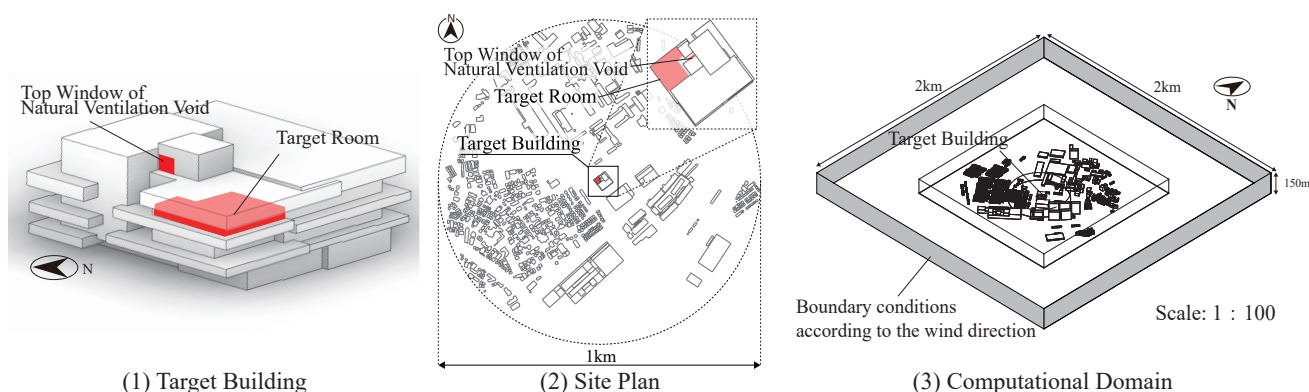 Top Window of
Natural Ventilation Void
Target Room
N
(1) Target Building
N
Top Window of
Natural Ventilation Void
Target Room
Target Building
1km
(2) Site Plan
2km
2km
N
Target Building
150m
Boundary conditions
according to the wind direction
Scale: 1 : 100
(3) Computational Domain